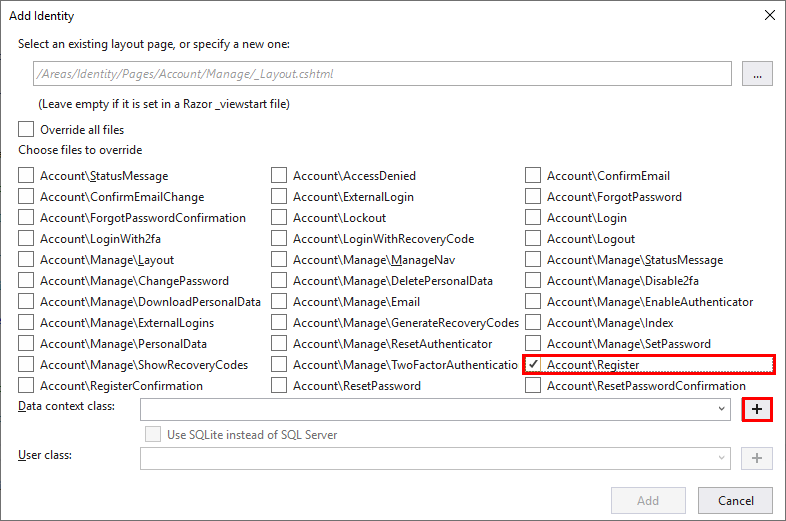 Add Identity
Select an existing layout page, or specify a new one:
/Areas/Identity/Pages/Account/Manage/_Layout.cshtml
...
(Leave empty if it is set in a Razor _viewstart file)
Override all files
Choose files to override
Account\StatusMessage Account\AccessDenied Account\ConfirmEmail
Account\ConfirmEmailChange Account\ExternalLogin Account\ForgotPassword
Account\ForgotPasswordConfirmation Account\Lockout Account\Login
Account\LoginWith2fa Account\LoginWithRecoveryCode Account\Logout
Account\Manage\Layout Account\Manage\ManageNav Account\Manage\StatusMessage
Account\Manage\ChangePassword Account\Manage\DeletePersonalData Account\Manage\Disable2fa
Account\Manage\DownloadPersonalData Account\Manage\Email Account\Manage\EnableAuthenticator
Account\Manage\ExternalLogins Account\Manage\GenerateRecoveryCodes Account\Manage\Index
Account\Manage\PersonalData Account\Manage\ResetAuthenticator Account\Manage\SetPassword
Account\Manage\ShowRecoveryCodes Account\Manage\TwoFactorAuthenticatio Account\Register
Account\RegisterConfirmation Account\ResetPassword Account\ResetPasswordConfirmation
Data context class:
+
Use SQLite instead of SQL Server
User class:
+
Add Cancel